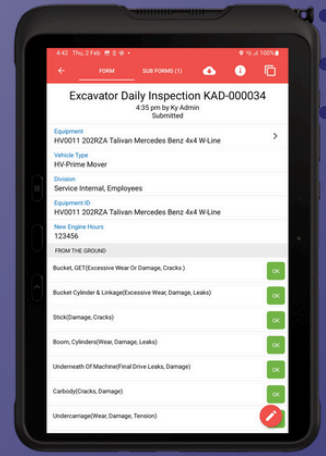 4:42 Thu, 2 Feb
100%
FORM SUB FORMS (1)
Excavator Daily Inspection KAD-000034
4:35 pm by Ky Admin
Submitted
Equipment
HV0011 202RZA Talivan Mercedes Benz 4x4 W-Line
Vehicle Type
HV-Prime Mover
Division
Service Internal, Employees
Equipment ID
HV0011 202RZA Talivan Mercedes Benz 4x4 W-Line
New Engine Hours
123456
FROM THE GROUND
Bucket, GET(Excessive Wear Or Damage, Cracks.) OK
Bucket Cylinder & Linkage(Excessive Wear, Damage, Leaks) OK
Stick(Damage, Cracks) OK
Boom, Cylinders(Wear, Damage, Leaks) OK
Underneath Of Machine(Final Drive Leaks, Damage) OK
Carbody(Cracks, Damage) OK
Undercarriage(Wear, Damage, Tension)